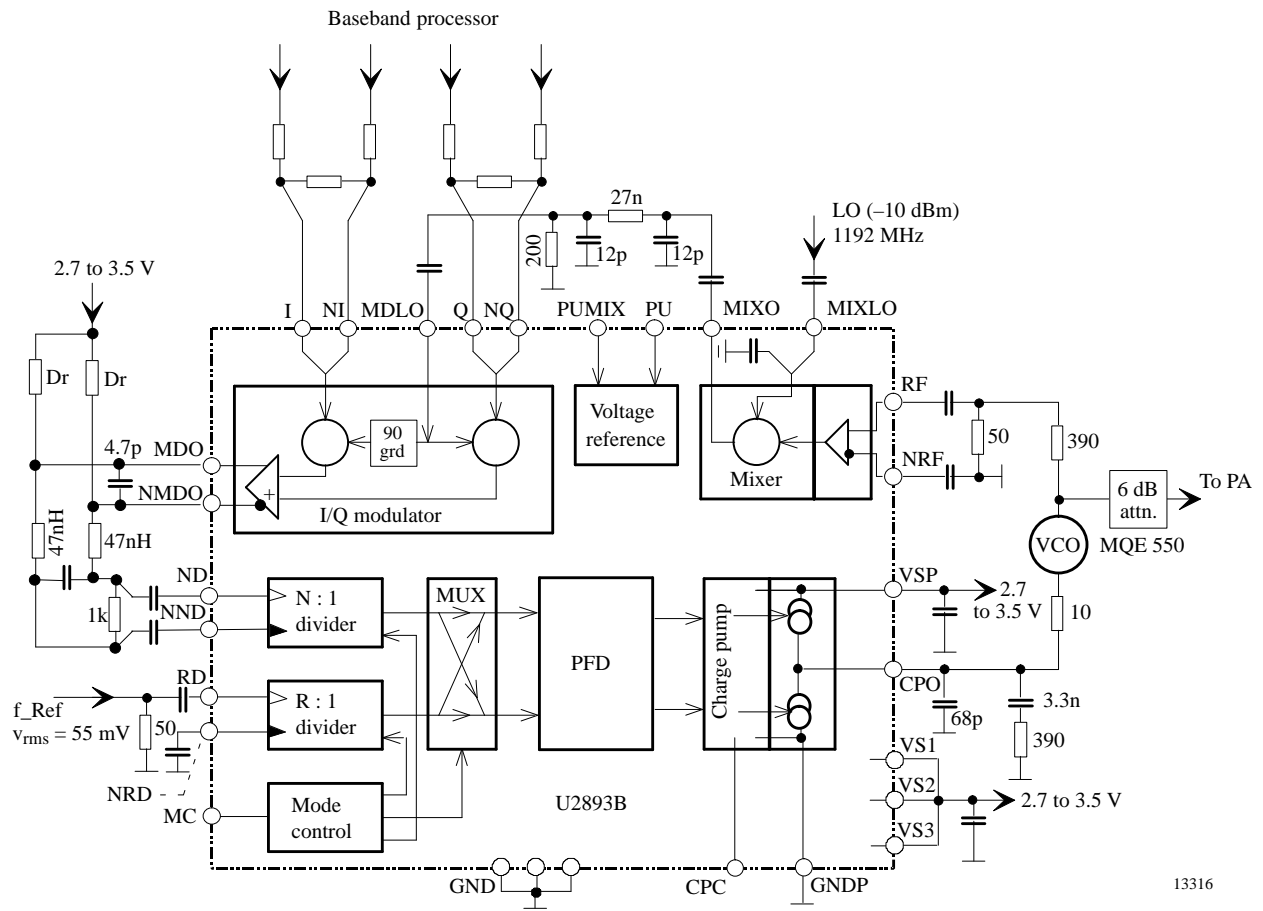 Baseband processor
27n
LO (–10 dBm)
1192 MHz
200
12p
12p
2.7 to 3.5 V
I
NI
MDLO
Q
NQ
PUMIX
PU
MIXO
MIXLO
Dr
Dr
RF
90
grd
Voltage
reference
50
390
4.7p
MDO
NMDO
+
I/Q modulator
Mixer
NRF
6 dB
attn.
To PA
VCO
MQE 550
47nH
47nH
ND
NND
1k
N : 1
divider
MUX
PFD
Charge pump
VSP
2.7
to 3.5 V
10
CPO
RD
R : 1
divider
f_Ref
vrms = 55 mV
50
68p
3.3n
390
NRD
MC
Mode
control
U2893B
VS1
VS2
VS3
2.7 to 3.5 V
GND
CPC
GNDP
13316